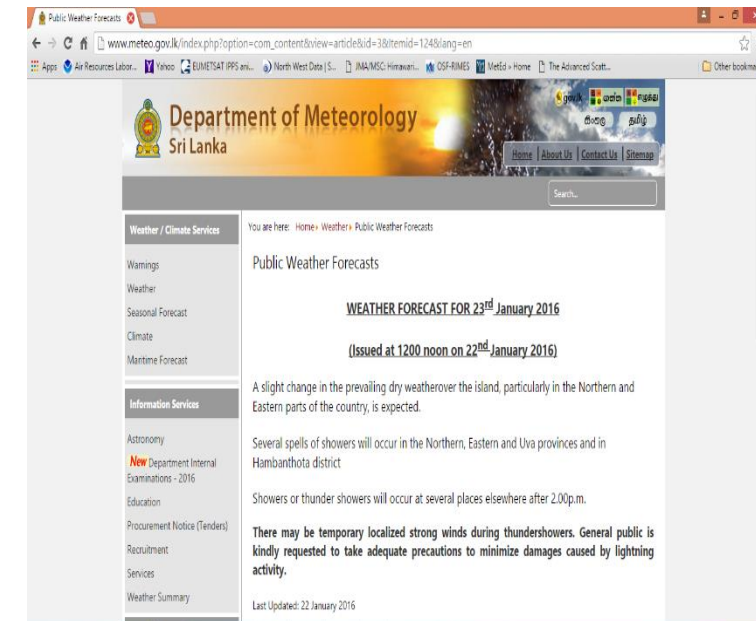 Public Weather Forecasts
www.meteo.gov.lk/index.php?option=com_content&view=article&id=3&Itemid=124&lang=en
Apps Air Resources Labor... Yahoo EUMETSAT IPPS ani... North West Data | S... JMA/MSC: Himawari... OSF-RIMES MetEd » Home The Advanced Scatt... Other bookma
Department of Meteorology
Sri Lanka
gov.lk
සිංහල தமிழ்
Home | About Us | Contact Us | Sitemap
Search...
Weather / Climate Services
Warnings
Weather
Seasonal Forecast
Climate
Maritime Forecast
Information Services
Astronomy
New Department Internal
Examinations - 2016
Education
Procurement Notice (Tenders)
Recruitment
Services
Weather Summary
You are here: Home › Weather › Public Weather Forecasts
Public Weather Forecasts
WEATHER FORECAST FOR 23rd January 2016
(Issued at 1200 noon on 22nd January 2016)
A slight change in the prevailing dry weatherover the island, particularly in the Northern and
Eastern parts of the country, is expected.
Several spells of showers will occur in the Northern, Eastern and Uva provinces and in
Hambanthota district
Showers or thunder showers will occur at several places elsewhere after 2.00p.m.
There may be temporary localized strong winds during thundershowers. General public is
kindly requested to take adequate precautions to minimize damages caused by lightning
activity.
Last Updated: 22 January 2016